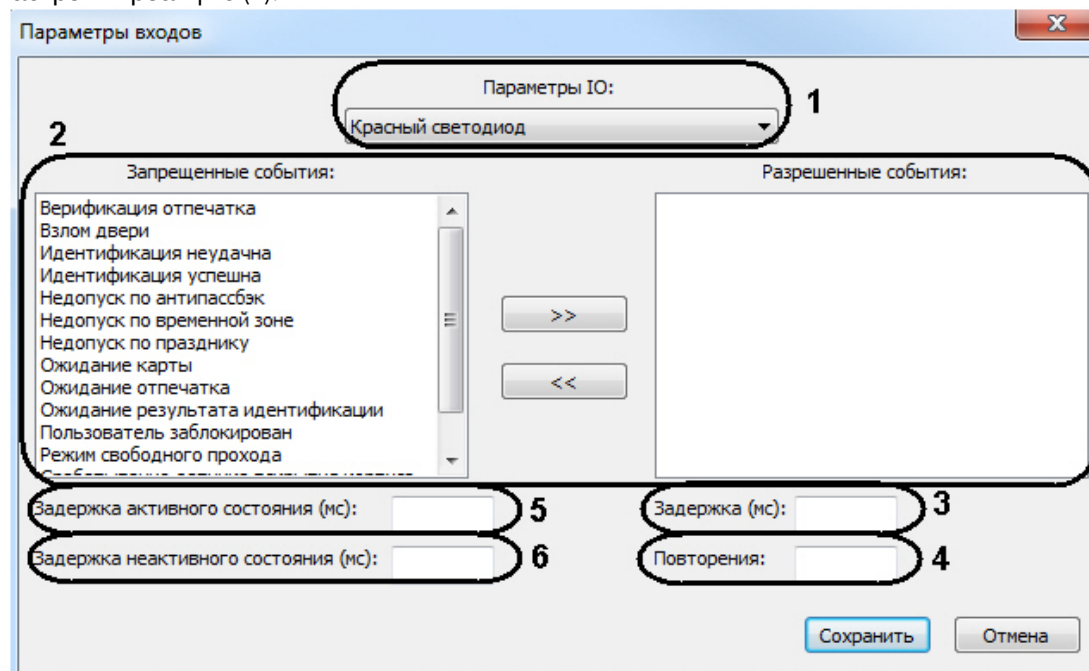 Параметры входов
Параметры IO:
1
Красный светодиод
2
Запрещенные события:
Разрешенные события:
Верификация отпечатка
Взлом двери
Идентификация неудачна
Идентификация успешна
Недопуск по антипассбэк
Недопуск по временной зоне
Недопуск по празднику
Ожидание карты
Ожидание отпечатка
Ожидание результата идентификации
Пользователь заблокирован
Режим свободного прохода
>>
<<
Задержка активного состояния (мс):
5
Задержка (мс):
3
Задержка неактивного состояния (мс):
6
Повторения:
4
Сохранить
Отмена